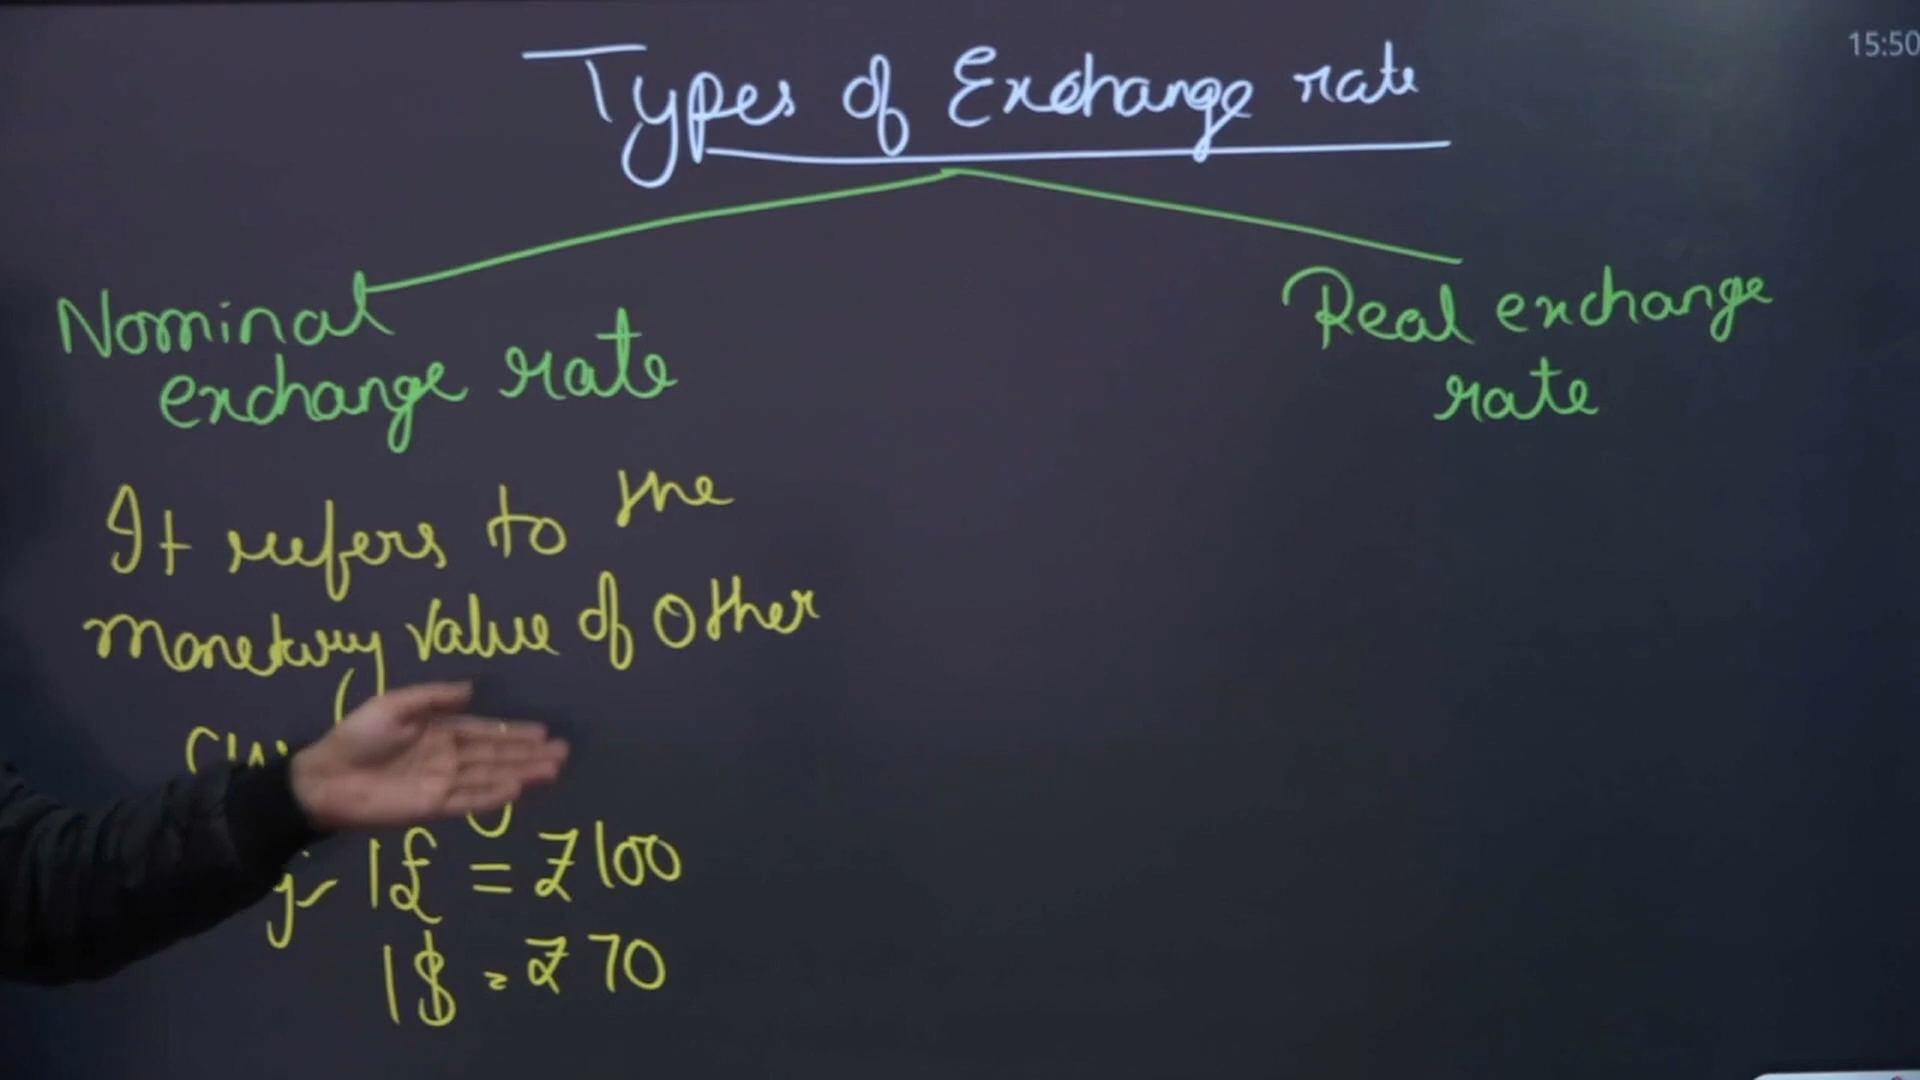 15:50
Types of Exchange rate
Nominal
exchange rate
Real exchange
rate
It refers to the
monetary value of other
1£ = ₹100
1$ = ₹70